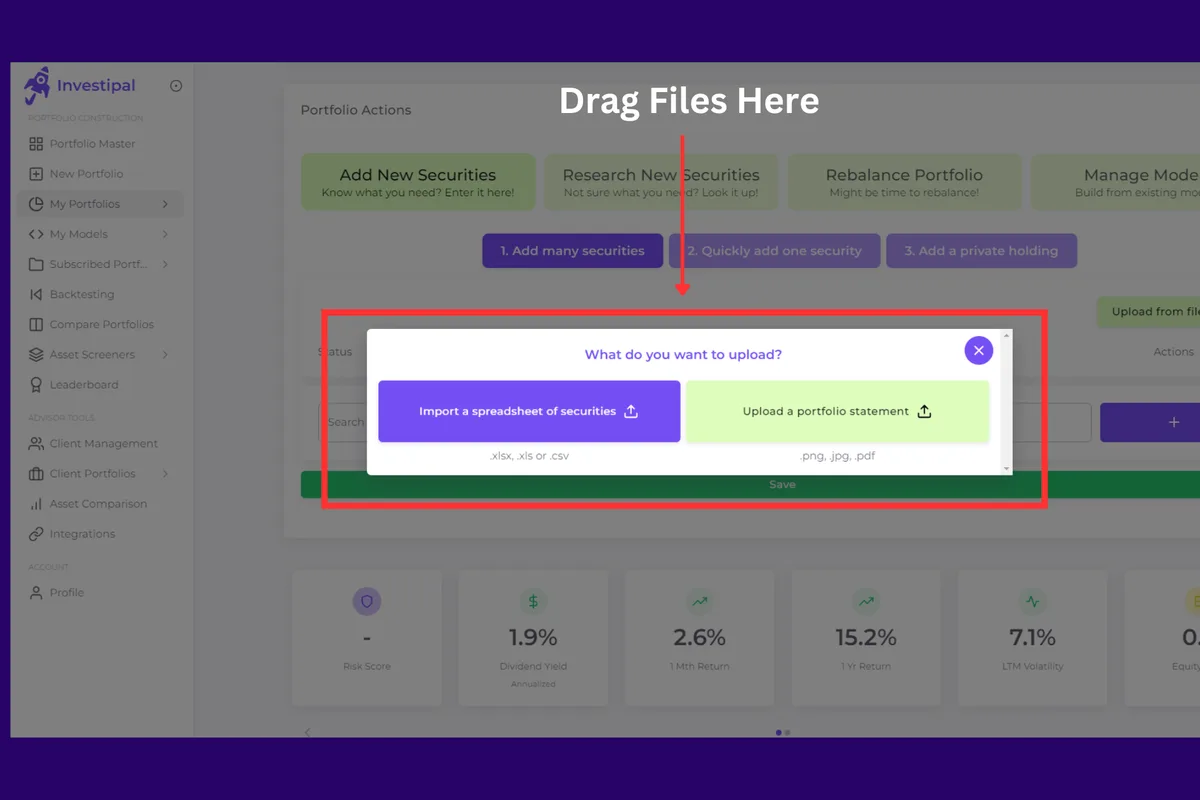 Drag Files Here
Investipal
PORTFOLIO CONSTRUCTION
Portfolio Master
New Portfolio
My Portfolios
My Models
Subscribed Portf...
Backtesting
Compare Portfolios
Asset Screeners
Leaderboard
ADVISOR TOOLS
Client Management
Client Portfolios
Asset Comparison
Integrations
ACCOUNT
Profile
Portfolio Actions
Add New Securities
Know what you need? Enter it here!
Research New Securities
Not sure what you need? Look it up!
Rebalance Portfolio
Might be time to rebalance!
Manage Mode
Build from existing mo
1. Add many securities
2. Quickly add one security
3. Add a private holding
Upload from file
Status
Actions
Search
What do you want to upload?
Import a spreadsheet of securities
.xlsx, .xls or .csv
Upload a portfolio statement
.png, .jpg, .pdf
Save
-
Risk Score
1.9%
Dividend Yield
Annualized
2.6%
1 Mth Return
15.2%
1 Yr Return
7.1%
LTM Volatility
0.
Equity